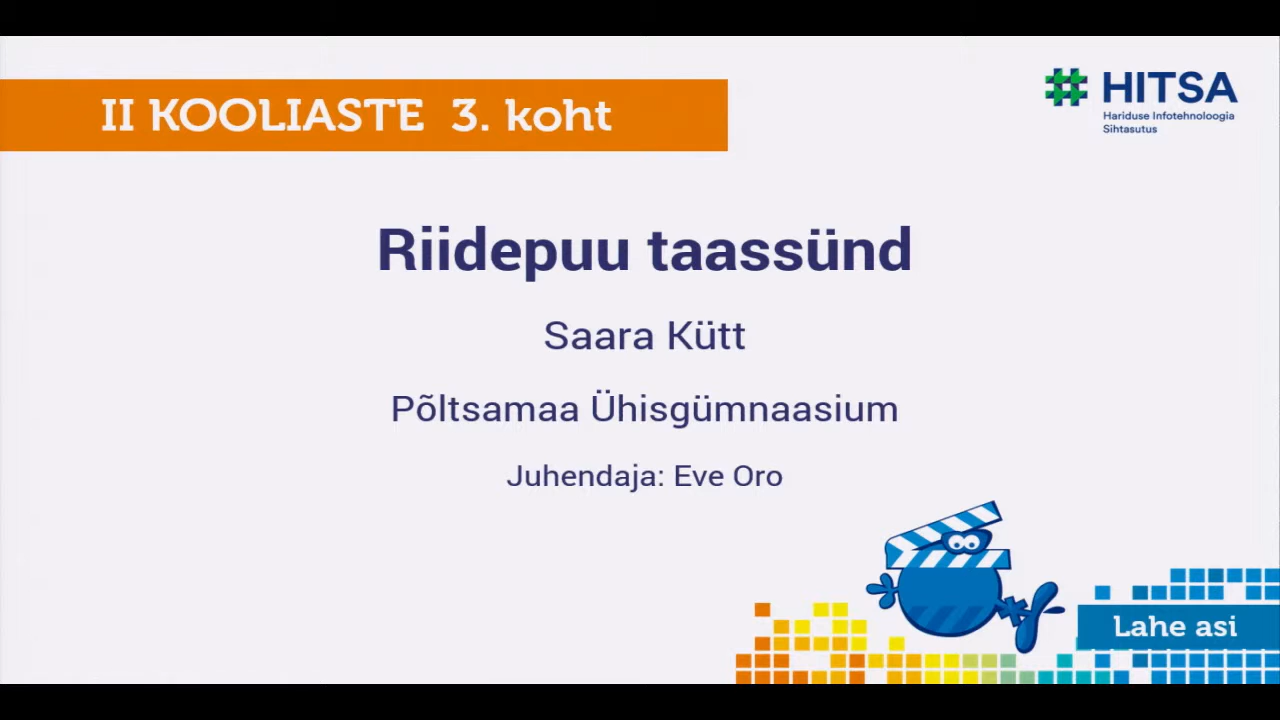 II KOOLIASTE 3. koht
HITSA
Hariduse Infotehnoloogia
Sihtasutus
Riidepuu taassünd
Saara Kütt
Põltsamaa Ühisgümnaasium
Juhendaja: Eve Oro
Lahe asi